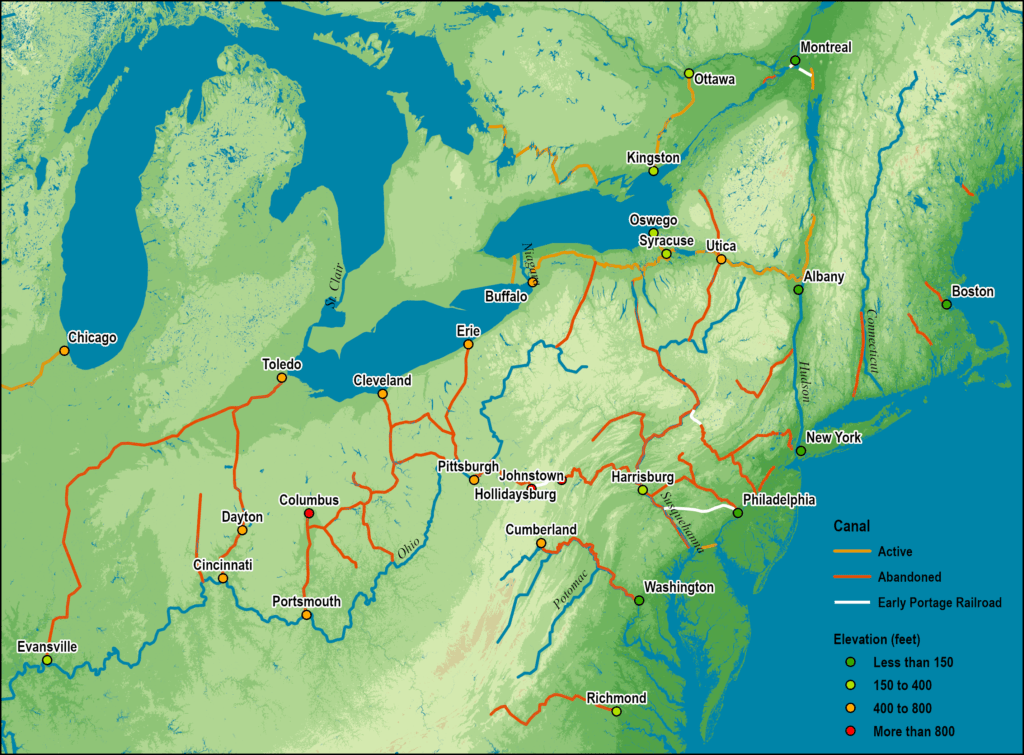 Montreal
Ottawa
Kingston
Oswego
Syracuse
Utica
Niagara
Albany
St. Clair
Buffalo
Boston
Connecticut
Chicago
Erie
Toledo
Cleveland
Hudson
New York
Pittsburgh
Johnstown
Hollidaysburg
Harrisburg
Columbus
Philadelphia
Susquehanna
Dayton
Cumberland
Ohio
Cincinnati
Potomac
Washington
Portsmouth
Evansville
Richmond
Canal
Active
Abandoned
Early Portage Railroad
Elevation (feet)
Less than 150
150 to 400
400 to 800
More than 800